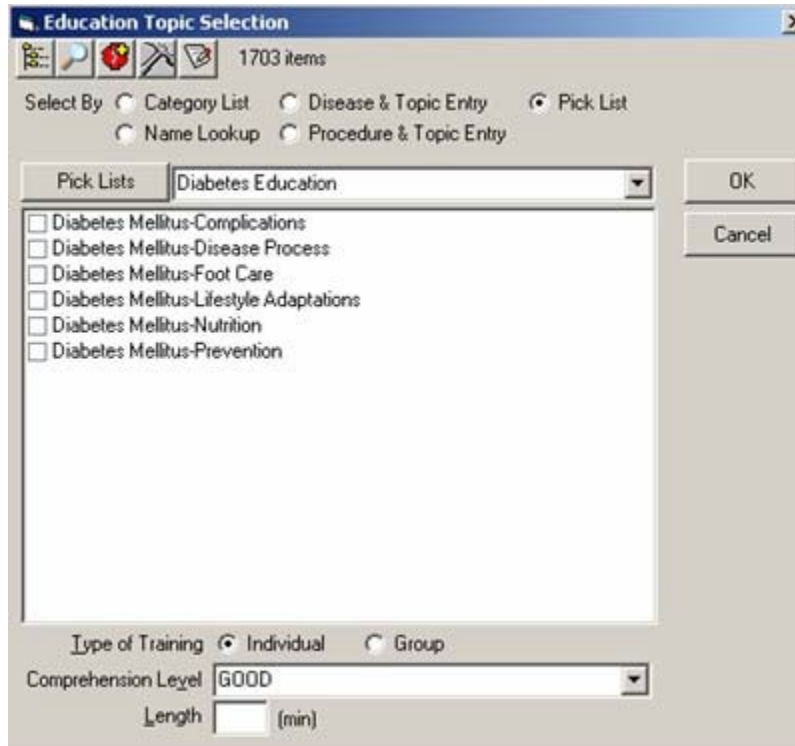 Education Topic Selection
1703 items
Select By Category List Disease & Topic Entry Pick List
Name Lookup Procedure & Topic Entry
Pick Lists Diabetes Education OK
Diabetes Mellitus-Complications
Diabetes Mellitus-Disease Process Cancel
Diabetes Mellitus-Foot Care
Diabetes Mellitus-Lifestyle Adaptations
Diabetes Mellitus-Nutrition
Diabetes Mellitus-Prevention
Type of Training Individual Group
Comprehension Level GOOD
Length (min)